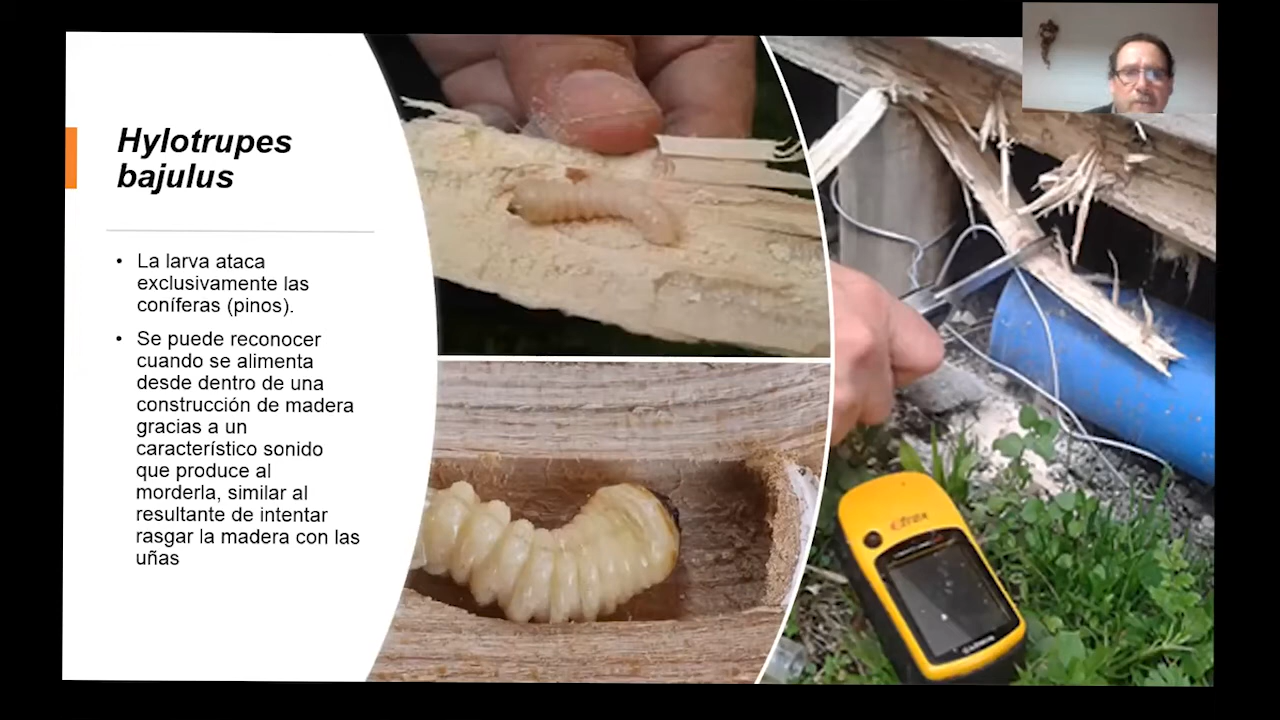 Hylotrupes
bajulus
• La larva ataca
exclusivamente las
coníferas (pinos).
• Se puede reconocer
cuando se alimenta
desde dentro de una
construcción de madera
gracias a un
característico sonido
que produce al
morderla, similar al
resultante de intentar
rasgar la madera con las
uñas
etrex
GARMIN